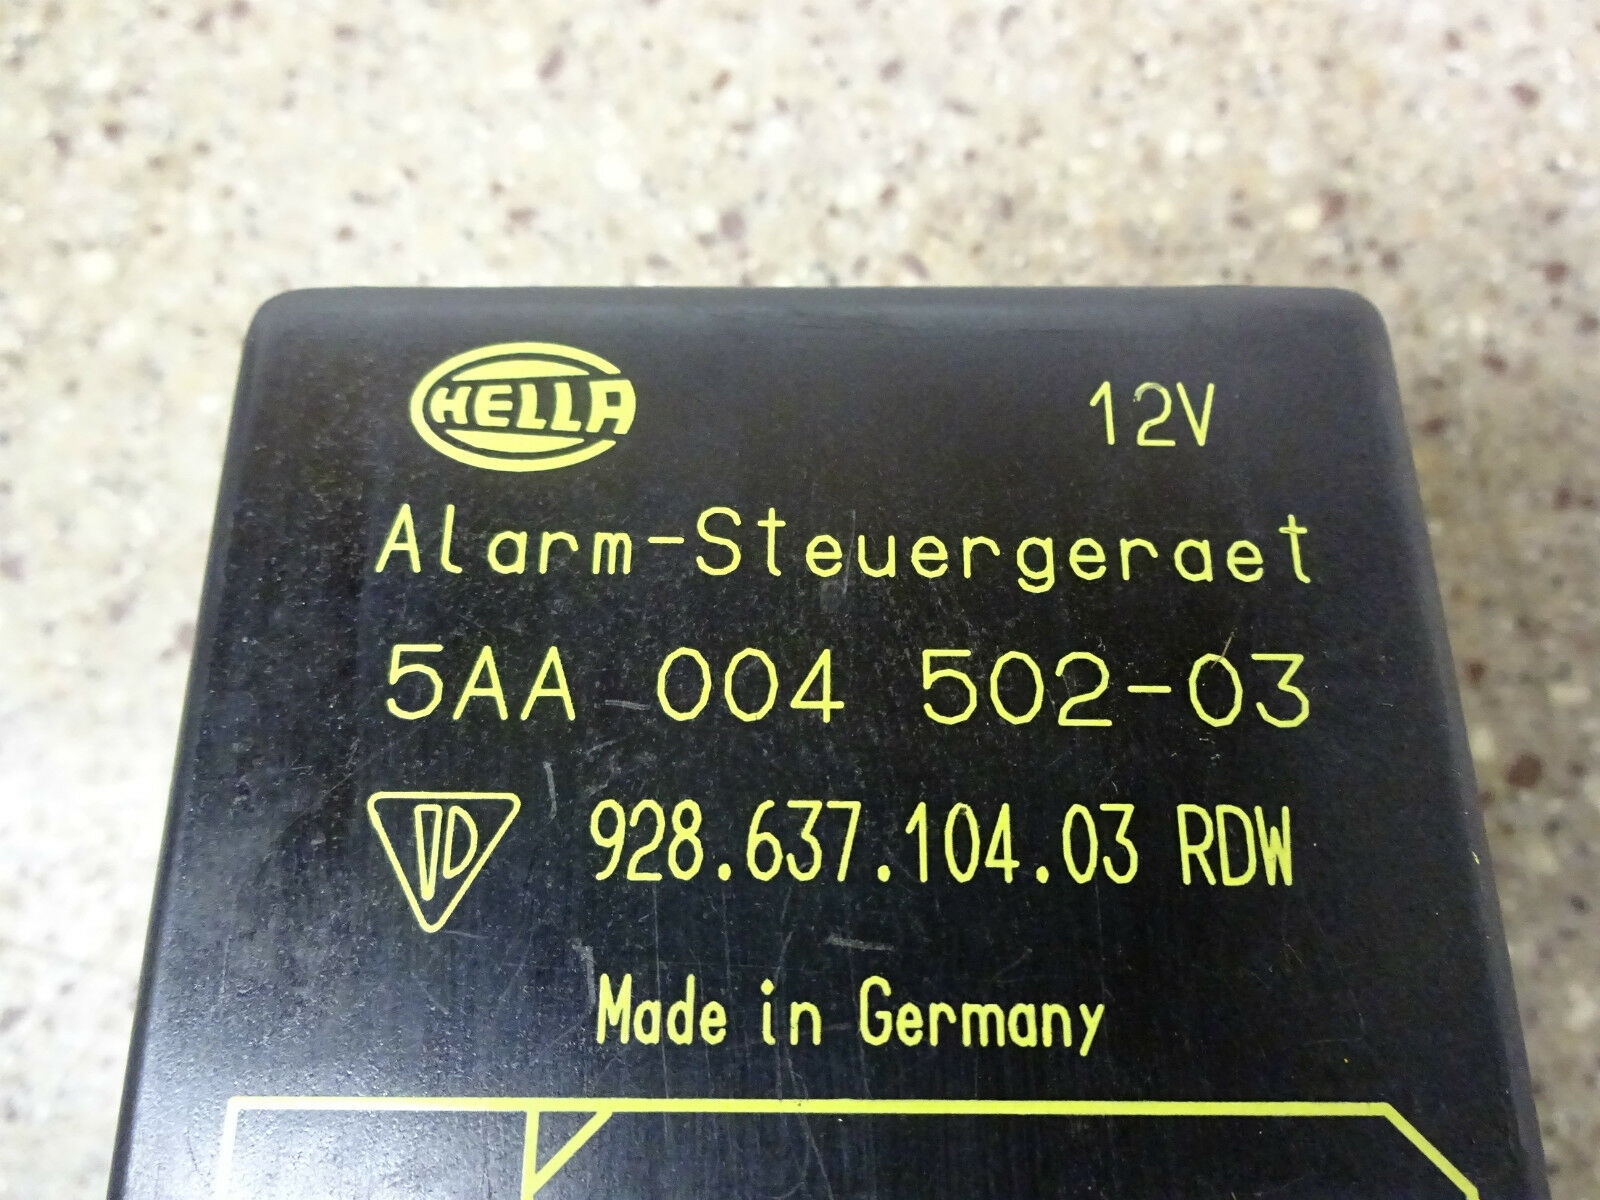 HELLA 12V
Alarm-Steuergeraet
5AA 004 502-03
928.637.104.03 RDW
Made in Germany